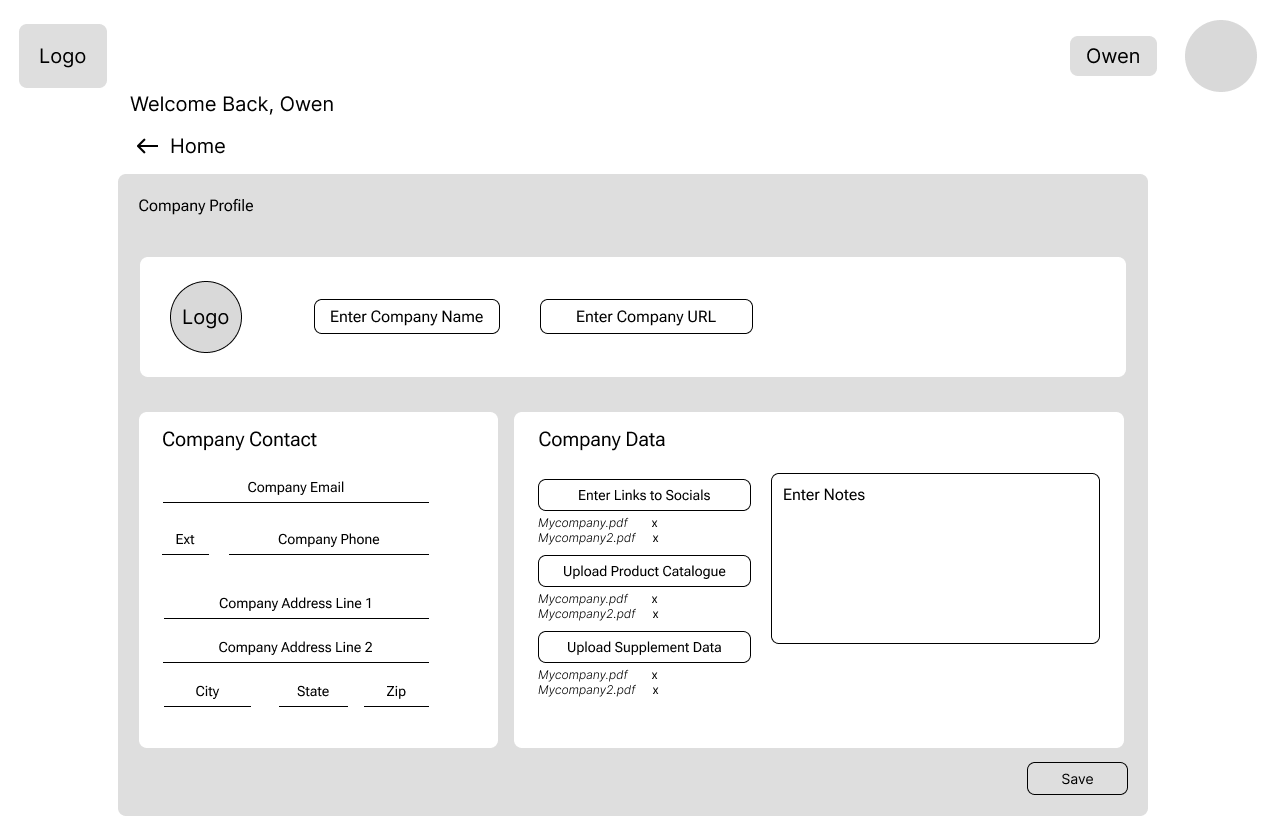 Logo
Owen
Welcome Back, Owen
← Home
Company Profile
Logo
Enter Company Name
Enter Company URL
Company Contact
Company Email
Ext
Company Phone
Company Address Line 1
Company Address Line 2
City
State
Zip
Company Data
Enter Links to Socials
Mycompany.pdf x
Mycompany2.pdf x
Upload Product Catalogue
Mycompany.pdf x
Mycompany2.pdf x
Upload Supplement Data
Mycompany.pdf x
Mycompany2.pdf x
Enter Notes
Save